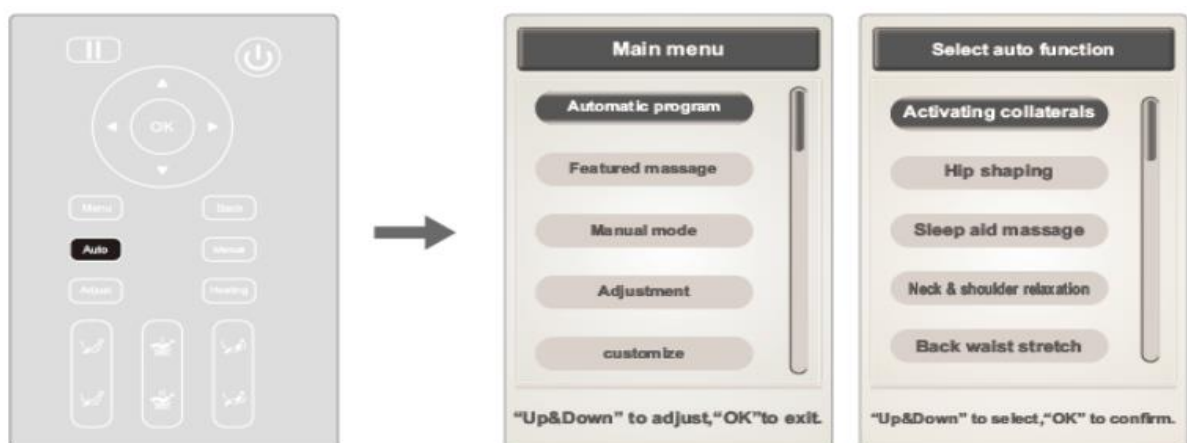 OK
Menu
Back
Auto
Manual
Adjust
Heating
Main menu
Automatic program
Featured massage
Manual mode
Adjustment
customize
“Up&Down” to adjust,“OK”to exit.
Select auto function
Activating collaterals
Hip shaping
Sleep aid massage
Neck & shoulder relaxation
Back waist stretch
“Up&Down” to select,“OK” to confirm.